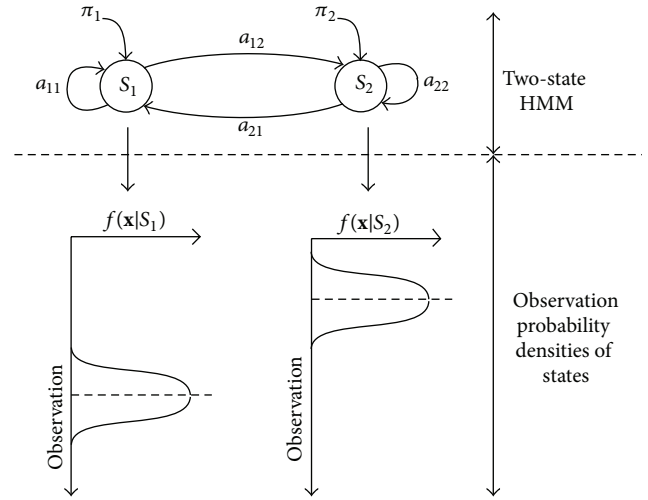 π₁
π₂
a₁₂
a₁₁
S₁
S₂
a₂₂
a₂₁
Two-state
HMM
f(x|S₁)
f(x|S₂)
Observation
Observation
Observation
probability
densities of
states